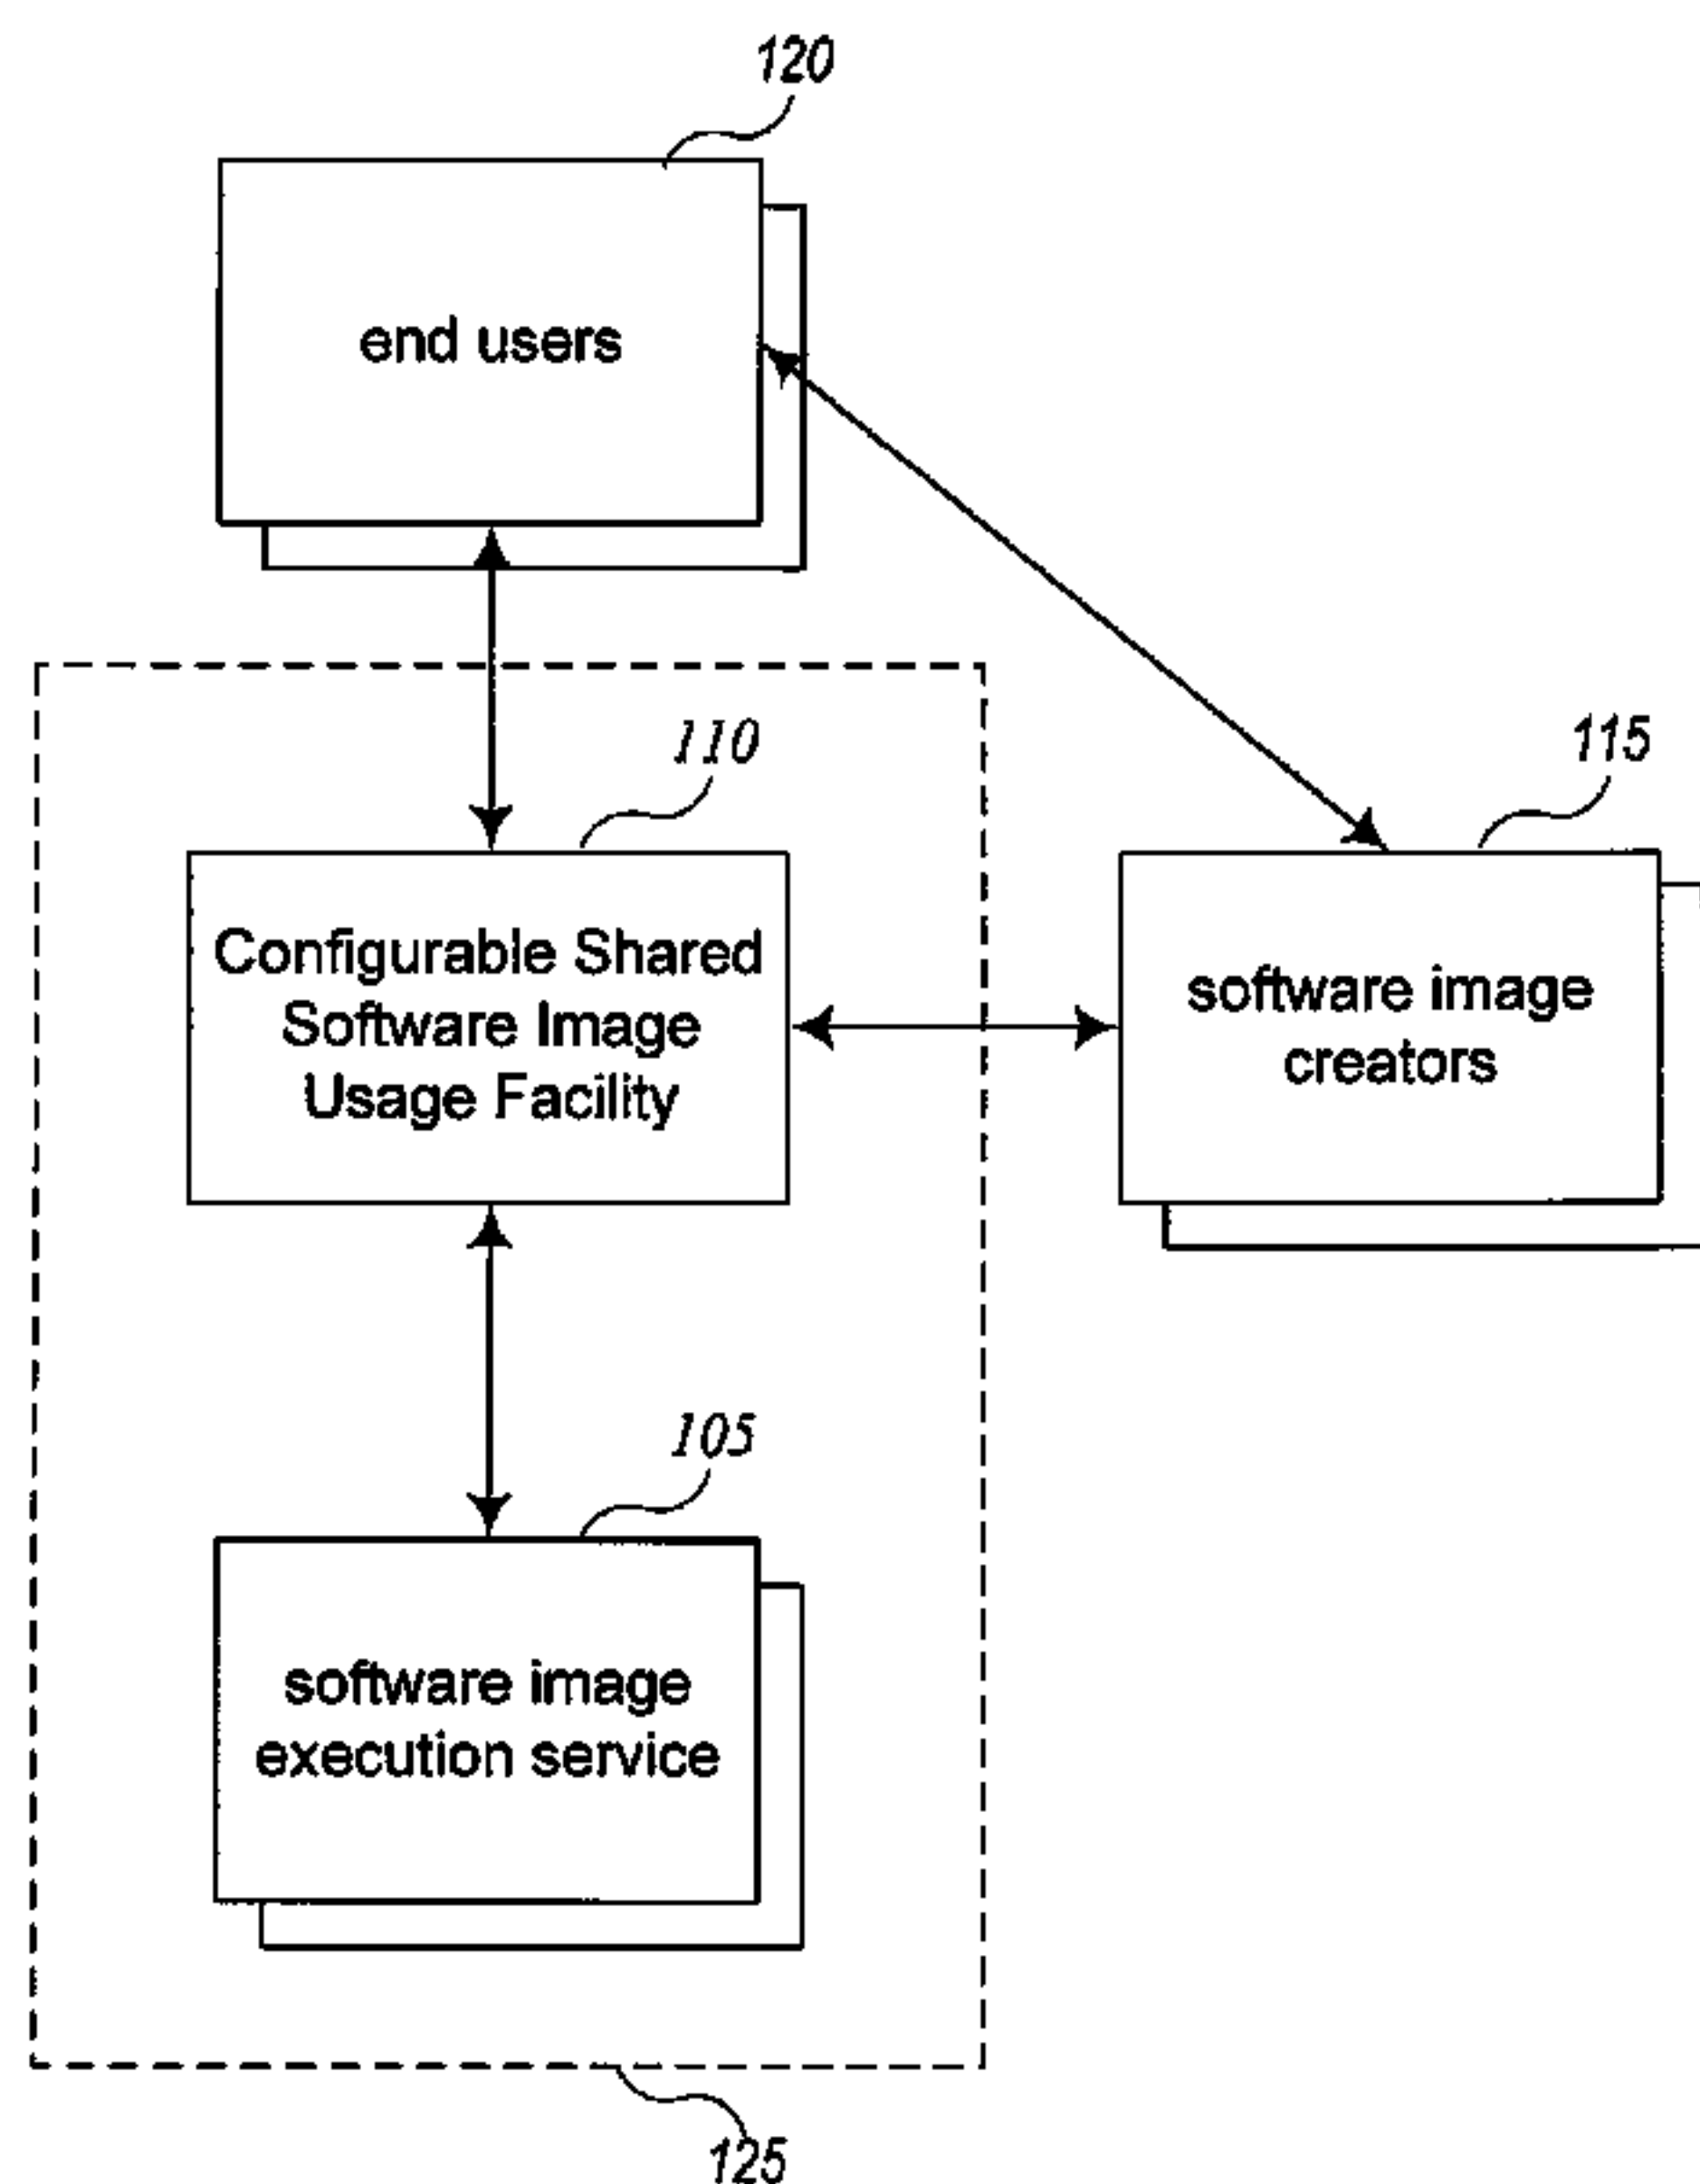 120
end users
110
115
Configurable Shared
Software Image
Usage Facility
software image
creators
105
software image
execution service
125